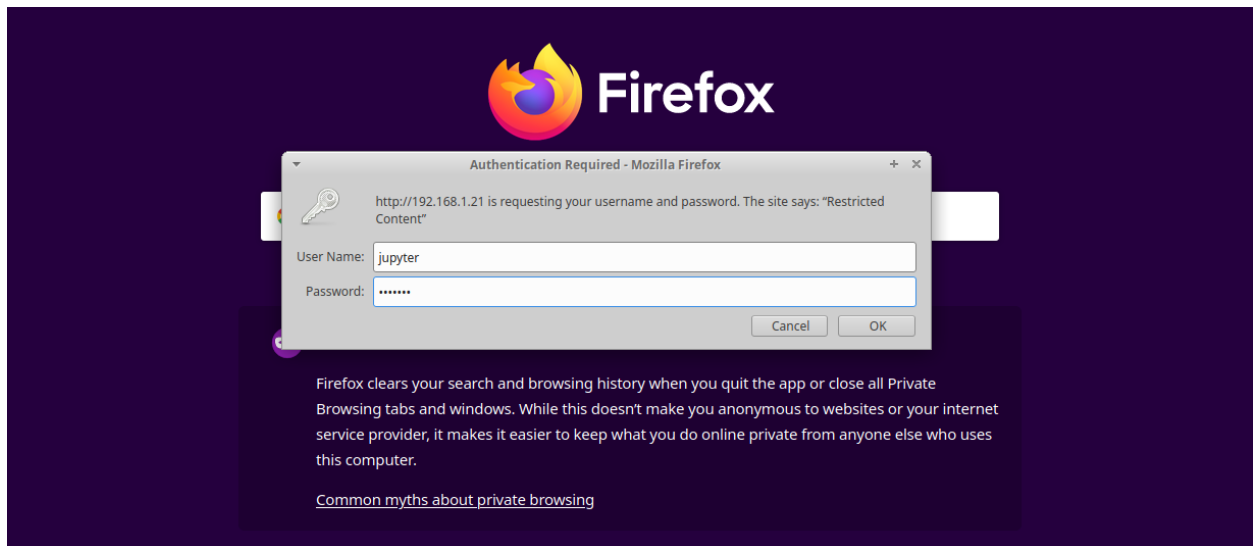 Firefox
Authentication Required - Mozilla Firefox
http://192.168.1.21 is requesting your username and password. The site says: “Restricted
Content”
User Name: jupyter
Password: •••••••
Cancel OK
Firefox clears your search and browsing history when you quit the app or close all Private
Browsing tabs and windows. While this doesn’t make you anonymous to websites or your internet
service provider, it makes it easier to keep what you do online private from anyone else who uses
this computer.
Common myths about private browsing